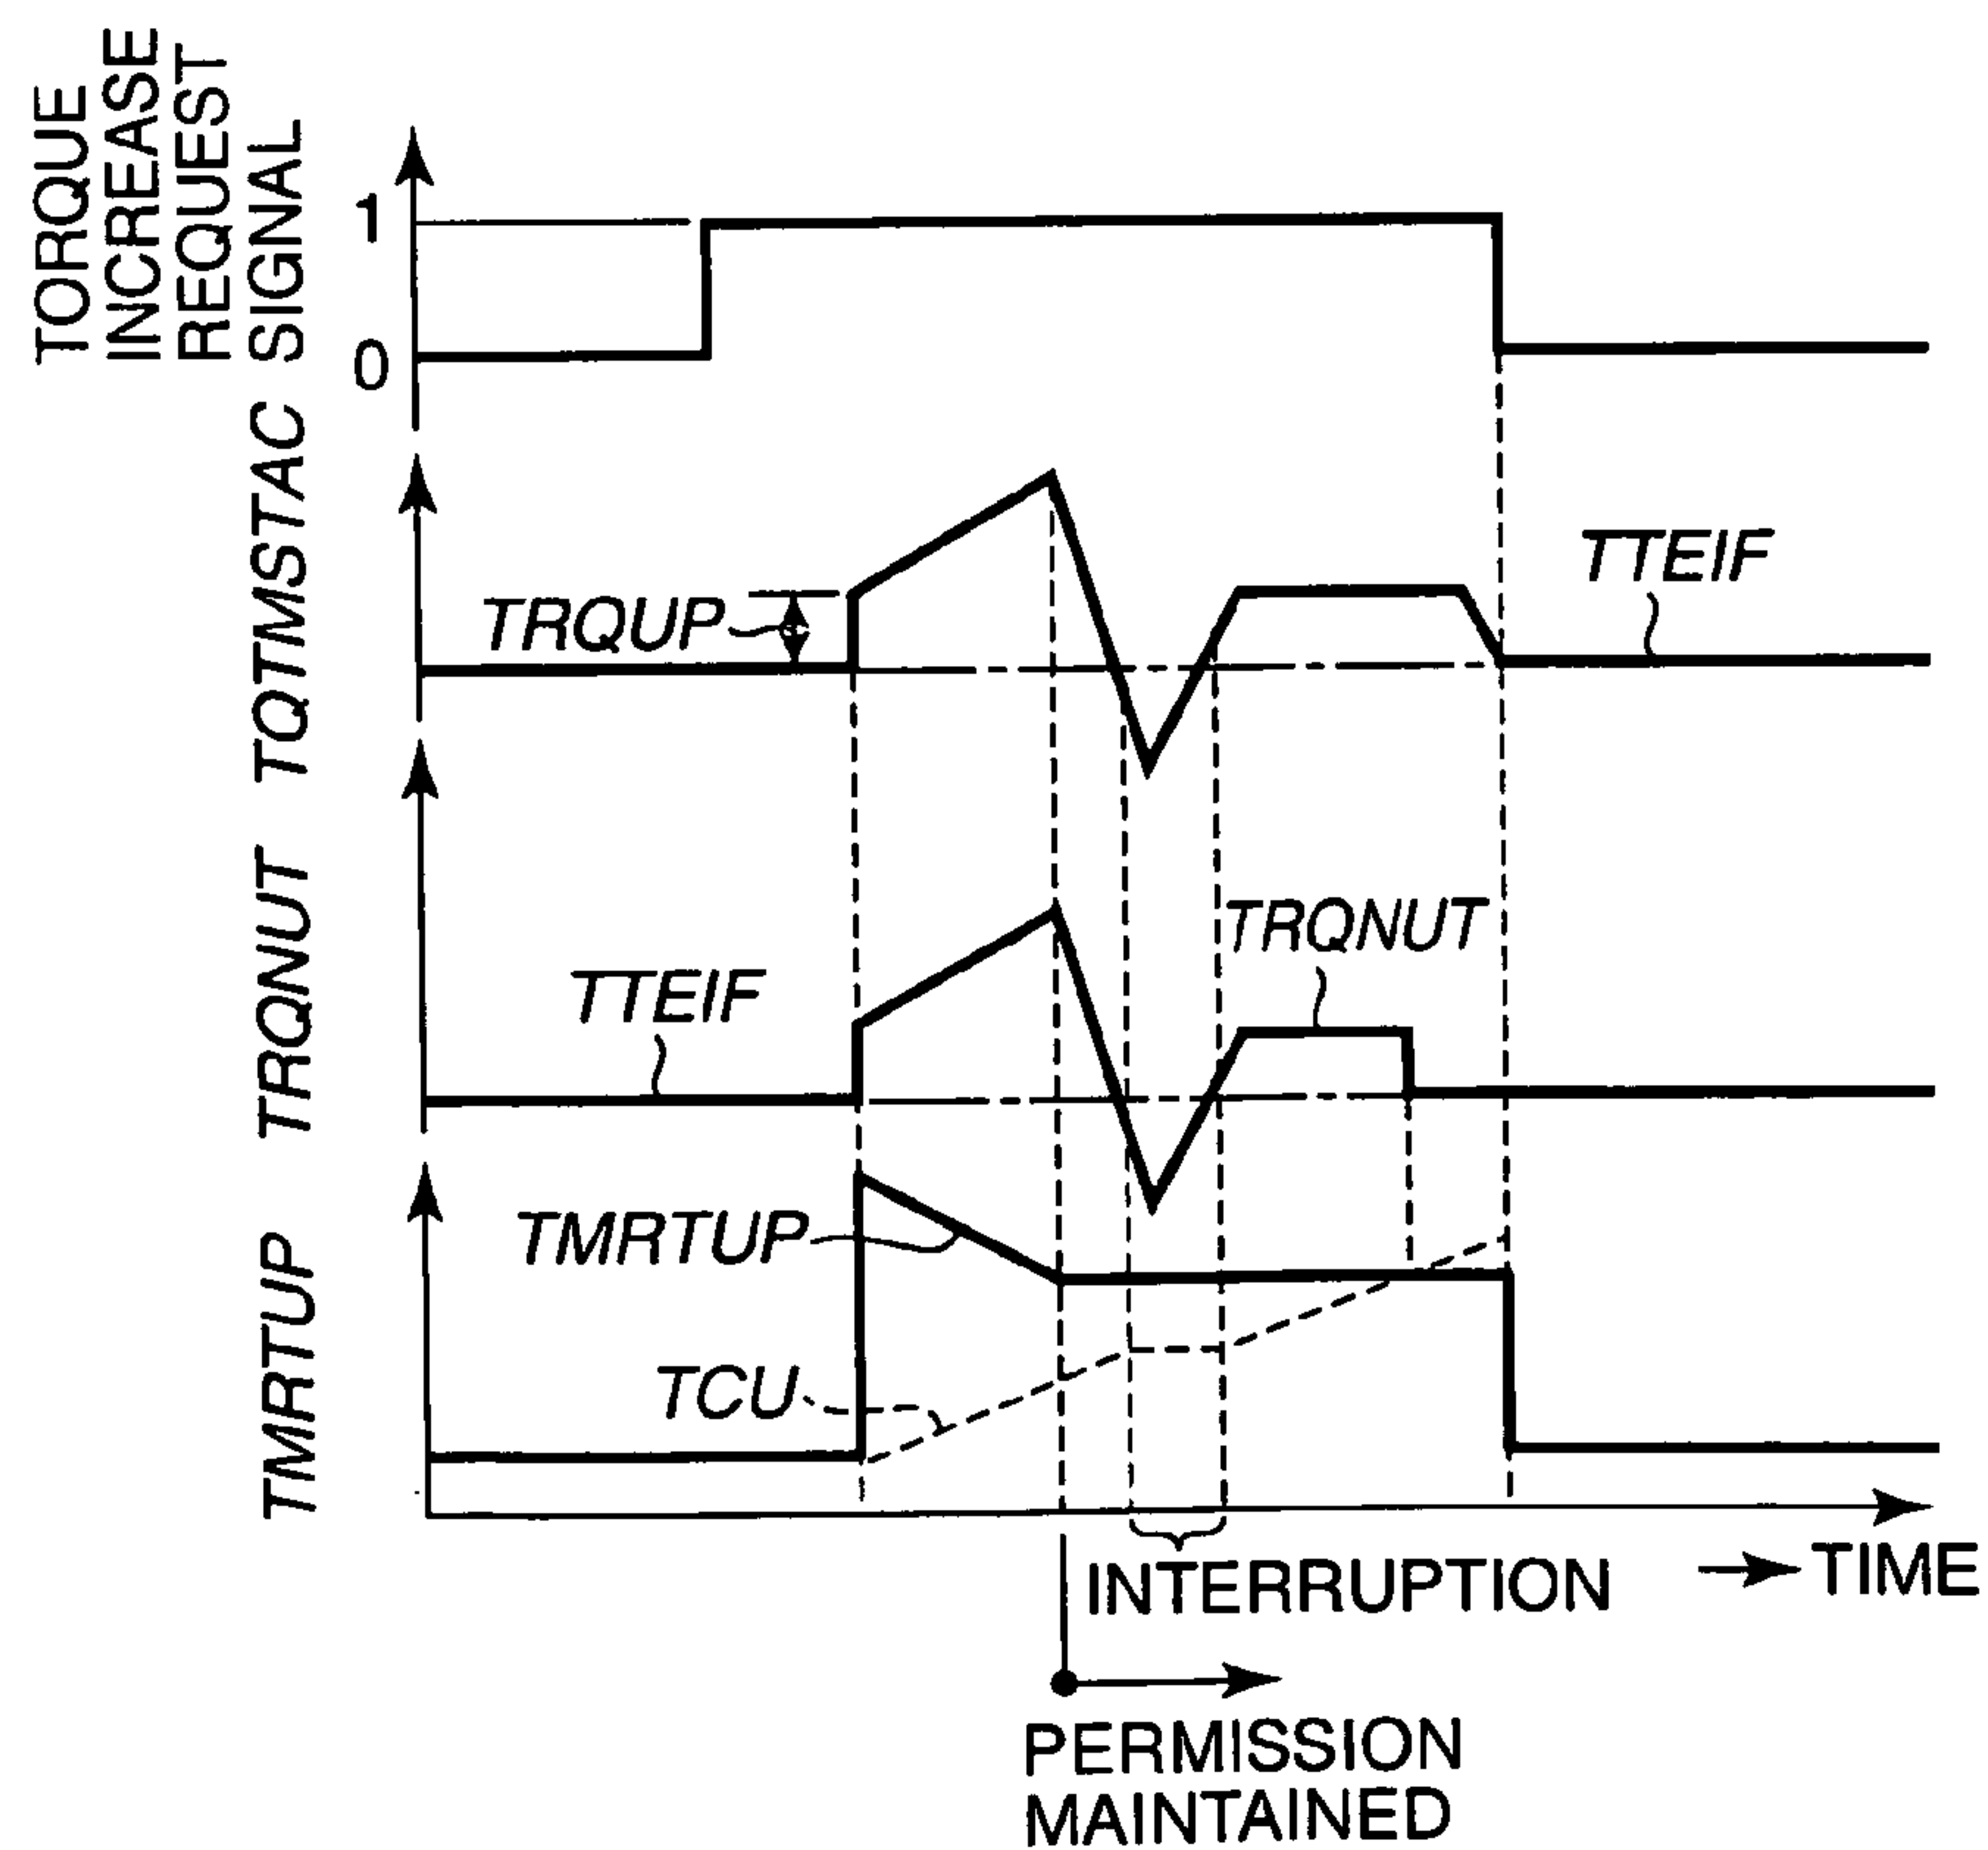 TORQUE
INCREASE
REQUEST
SIGNAL
1
0
TQTMSTAC
TRQUP
TTEIF
TRQNUT
TTEIF
TRQNUT
TMRTUP
TMRTUP
TCU
INTERRUPTION
TIME
PERMISSION
MAINTAINED